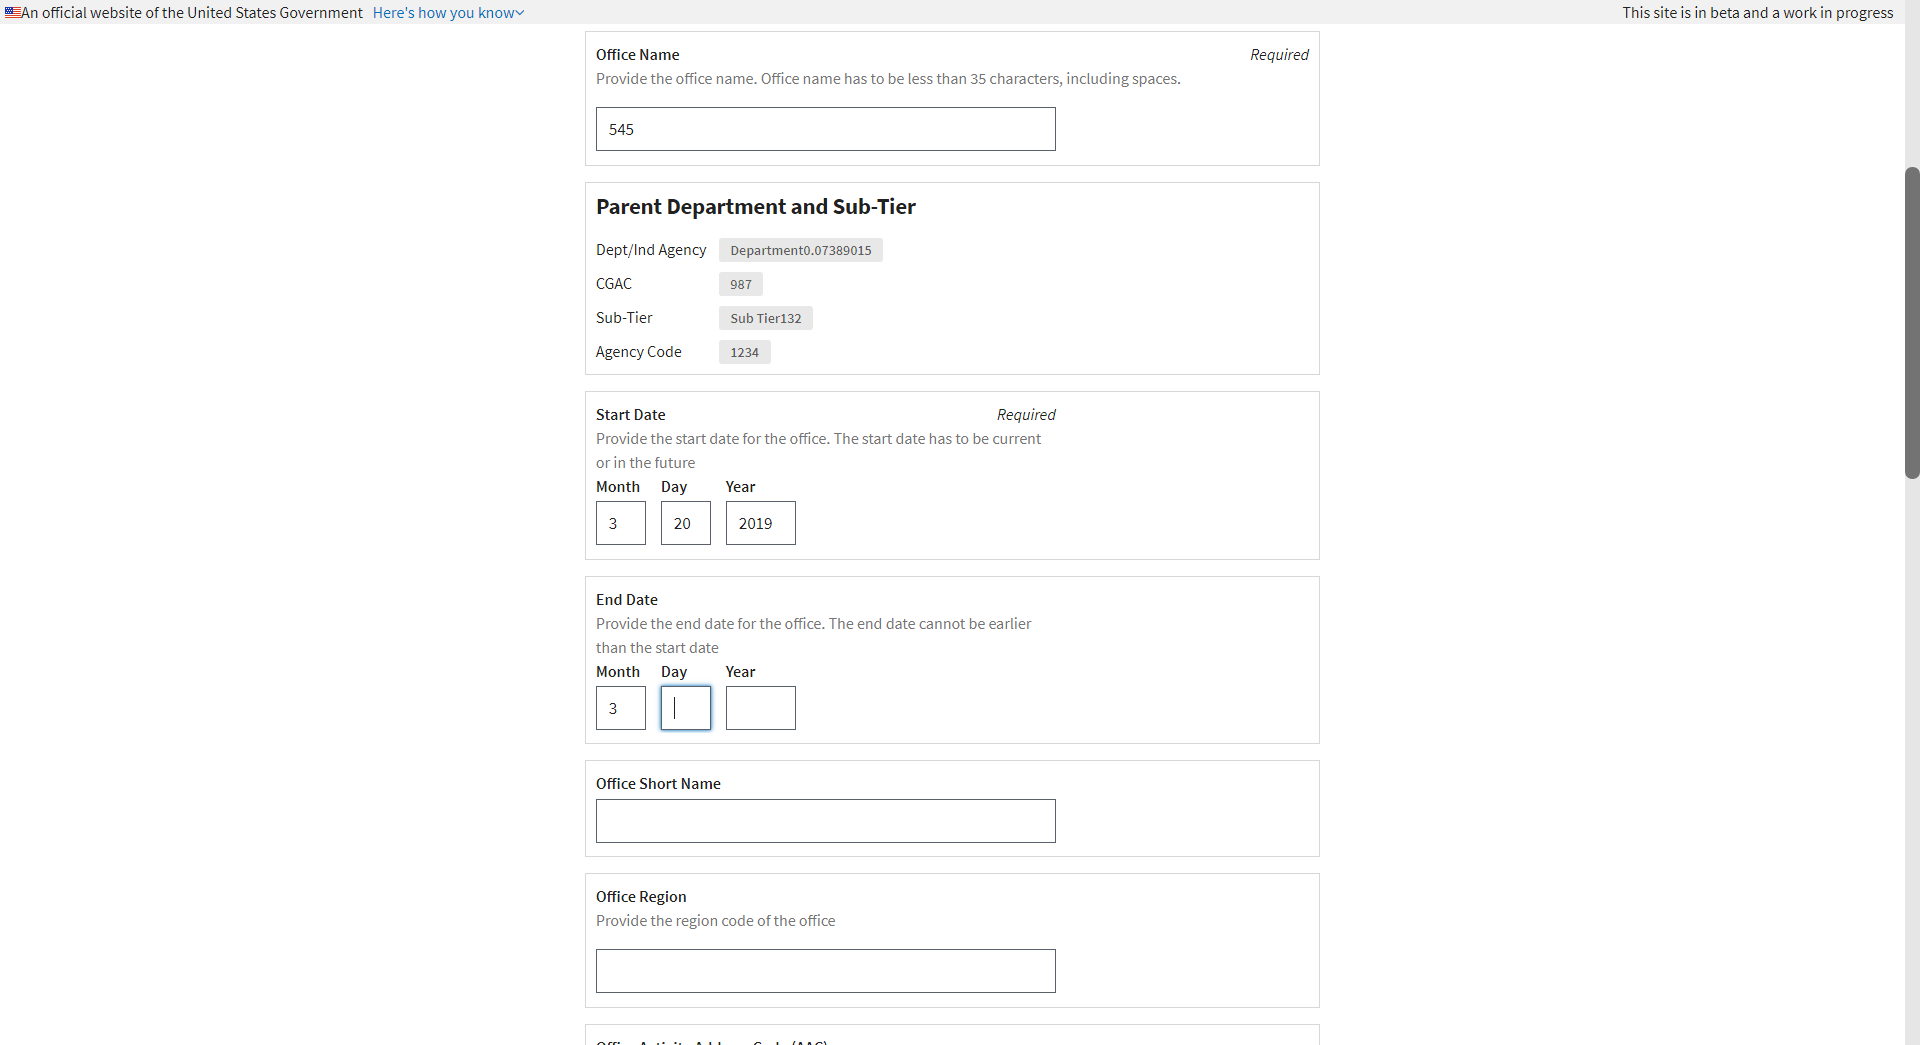 An official website of the United States Government Here's how you know
This site is in beta and a work in progress
Office Name Required
Provide the office name. Office name has to be less than 35 characters, including spaces.
545
Parent Department and Sub-Tier
Dept/Ind Agency Department0.07389015
CGAC 987
Sub-Tier Sub Tier132
Agency Code 1234
Start Date Required
Provide the start date for the office. The start date has to be current
or in the future
Month Day Year
3 20 2019
End Date
Provide the end date for the office. The end date cannot be earlier
than the start date
Month Day Year
3
Office Short Name
Office Region
Provide the region code of the office
Office Activity Address Code (AAC)